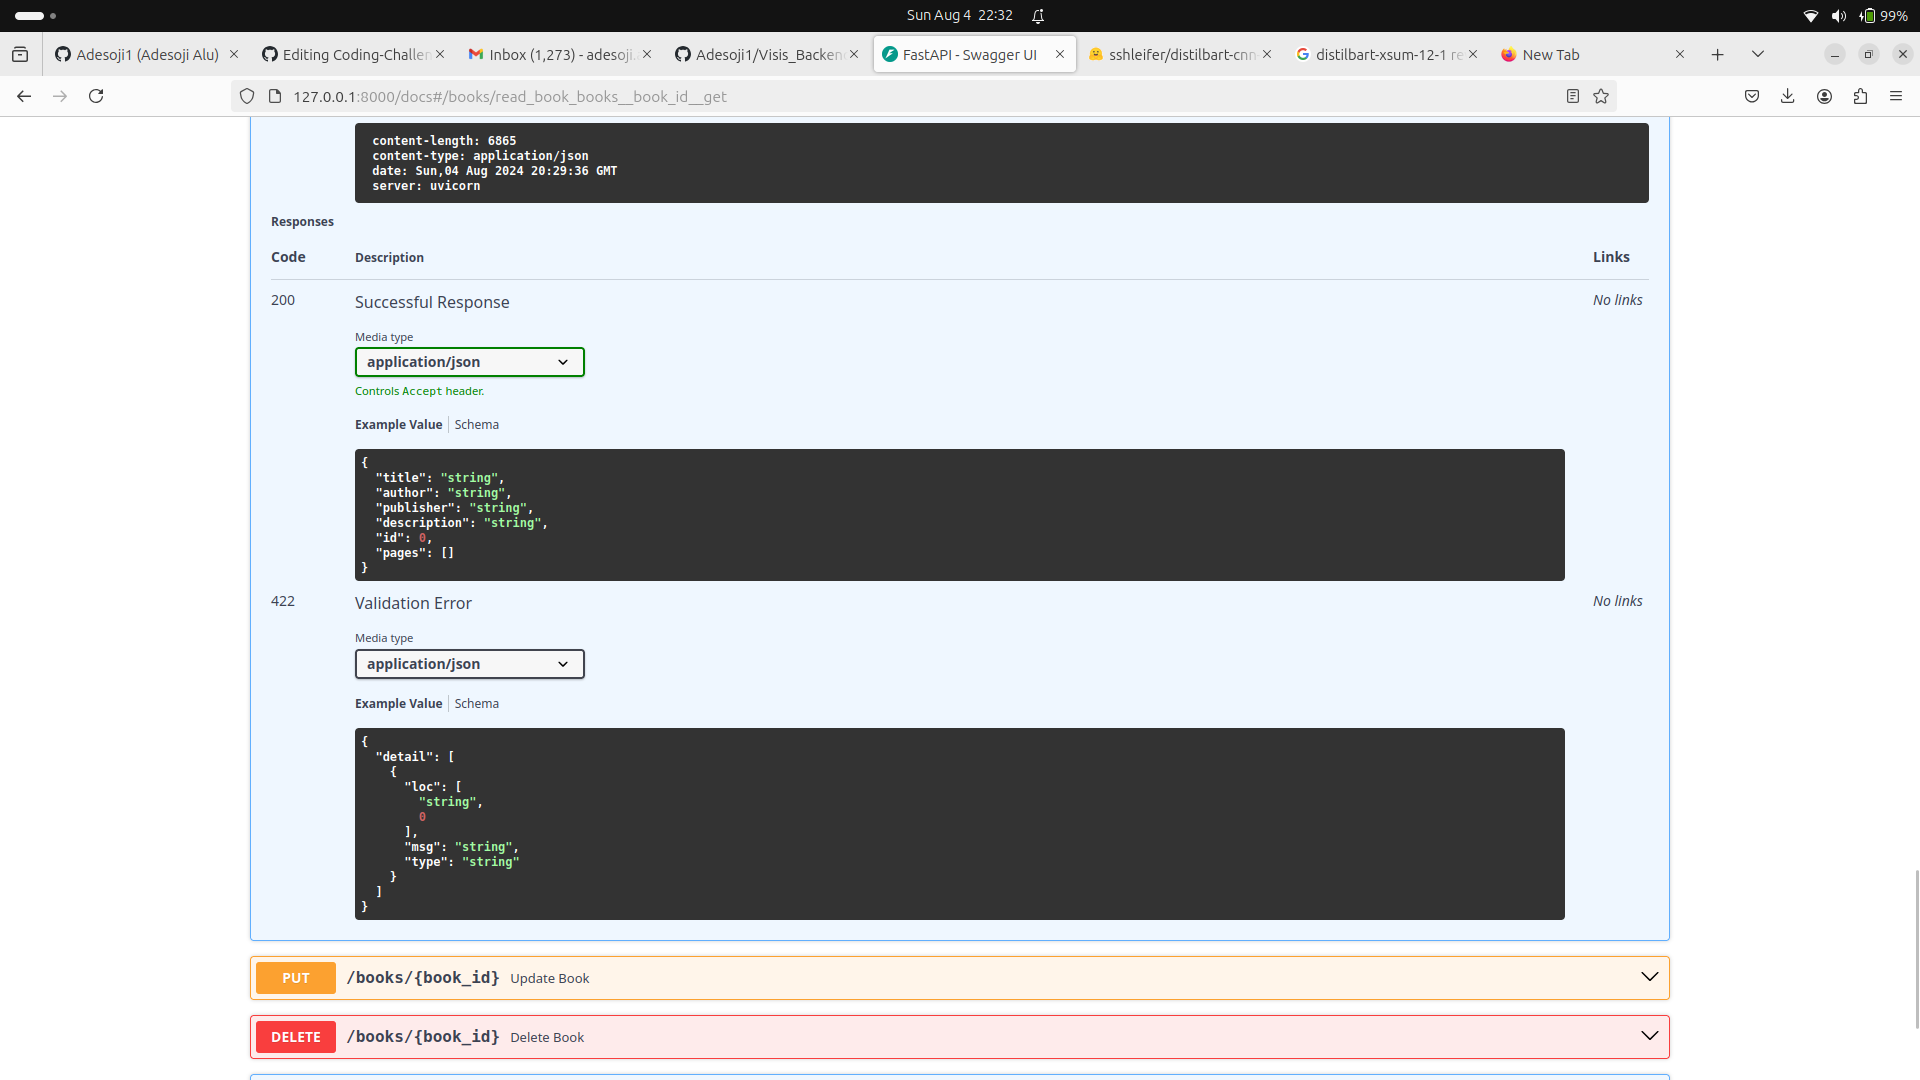 Sun Aug 4 22:32
99%
Adesoji1 (Adesoji Alu)
Editing Coding-Challen
Inbox (1,273) - adesoji.
Adesoji1/Visis_Backen
FastAPI - Swagger UI
sshleifer/distilbart-cnn
distilbart-xsum-12-1 re
New Tab
127.0.0.1:8000/docs#/books/read_book_books__book_id__get
content-length: 6865
content-type: application/json
date: Sun,04 Aug 2024 20:29:36 GMT
server: uvicorn
Responses
Code Description Links
200 Successful Response No links
Media type
application/json
Controls Accept header.
Example Value Schema
{
"title": "string",
"author": "string",
"publisher": "string",
"description": "string",
"id": 0,
"pages": []
}
422 Validation Error No links
Media type
application/json
Example Value Schema
{
"detail": [
{
"loc": [
"string",
0
],
"msg": "string",
"type": "string"
}
]
}
PUT /books/{book_id} Update Book
DELETE /books/{book_id} Delete Book